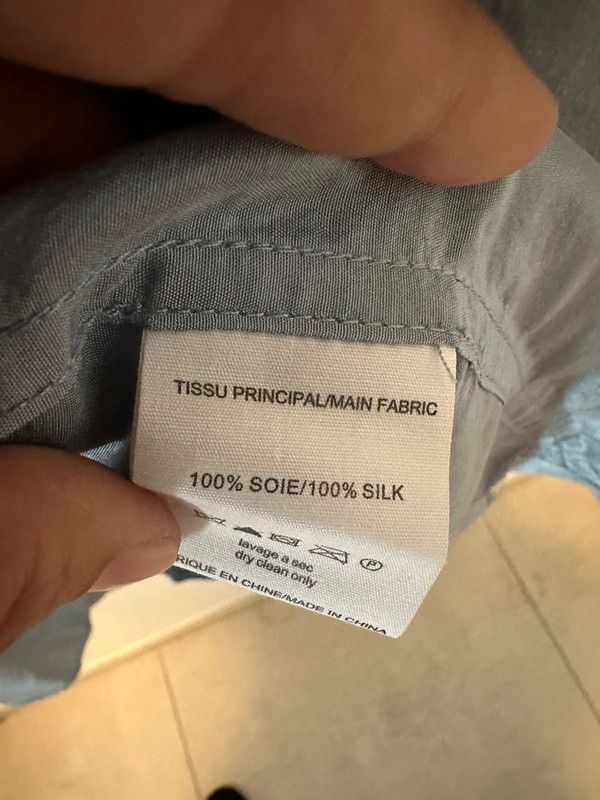 TISSU PRINCIPAL/MAIN FABRIC
100% SOIE/100% SILK
lavage a sec
dry clean only
RIQUE EN CHINE/MADE IN CHINA